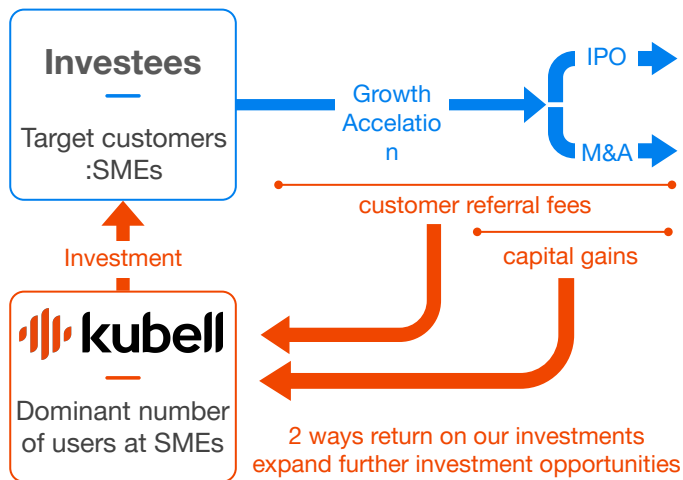 Investees
Target customers
:SMEs
Growth
Accelatio
n
IPO
M&A
customer referral fees
capital gains
Investment
kubell
Dominant number
of users at SMEs
2 ways return on our investments
expand further investment opportunities